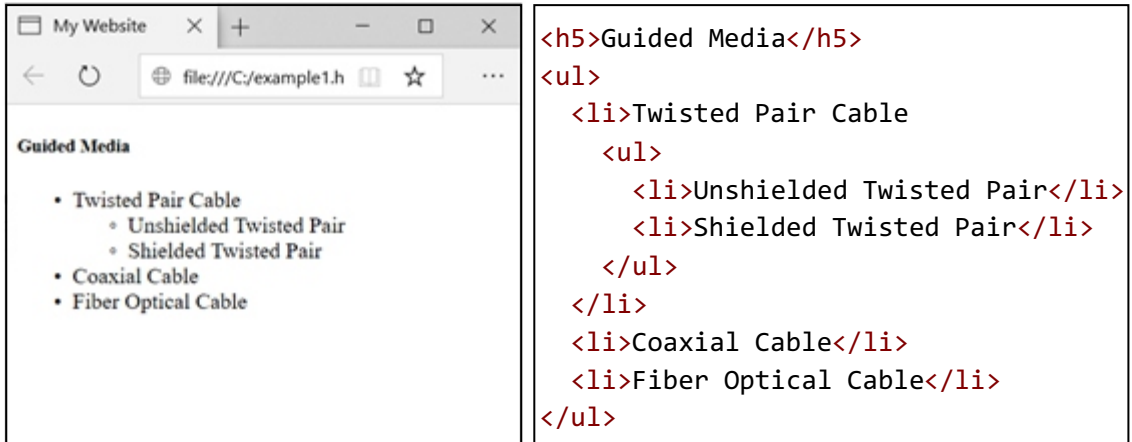 My Website
file:///C:/example1.h
Guided Media
• Twisted Pair Cable
◦ Unshielded Twisted Pair
◦ Shielded Twisted Pair
• Coaxial Cable
• Fiber Optical Cable
<h5>Guided Media</h5>
<ul>
<li>Twisted Pair Cable
<ul>
<li>Unshielded Twisted Pair</li>
<li>Shielded Twisted Pair</li>
</ul>
</li>
<li>Coaxial Cable</li>
<li>Fiber Optical Cable</li>
</ul>